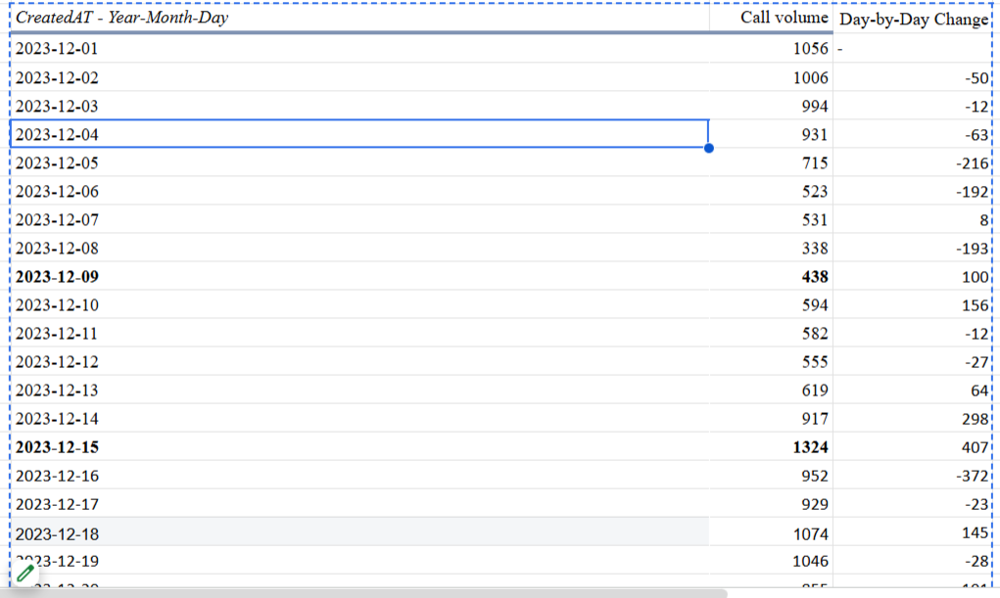 CreatedAT - Year-Month-Day Call volume Day-by-Day Change
2023-12-01 1056 -
2023-12-02 1006 -50
2023-12-03 994 -12
2023-12-04 931 -63
2023-12-05 715 -216
2023-12-06 523 -192
2023-12-07 531 8
2023-12-08 338 -193
2023-12-09 438 100
2023-12-10 594 156
2023-12-11 582 -12
2023-12-12 555 -27
2023-12-13 619 64
2023-12-14 917 298
2023-12-15 1324 407
2023-12-16 952 -372
2023-12-17 929 -23
2023-12-18 1074 145
23-12-19 1046 -28